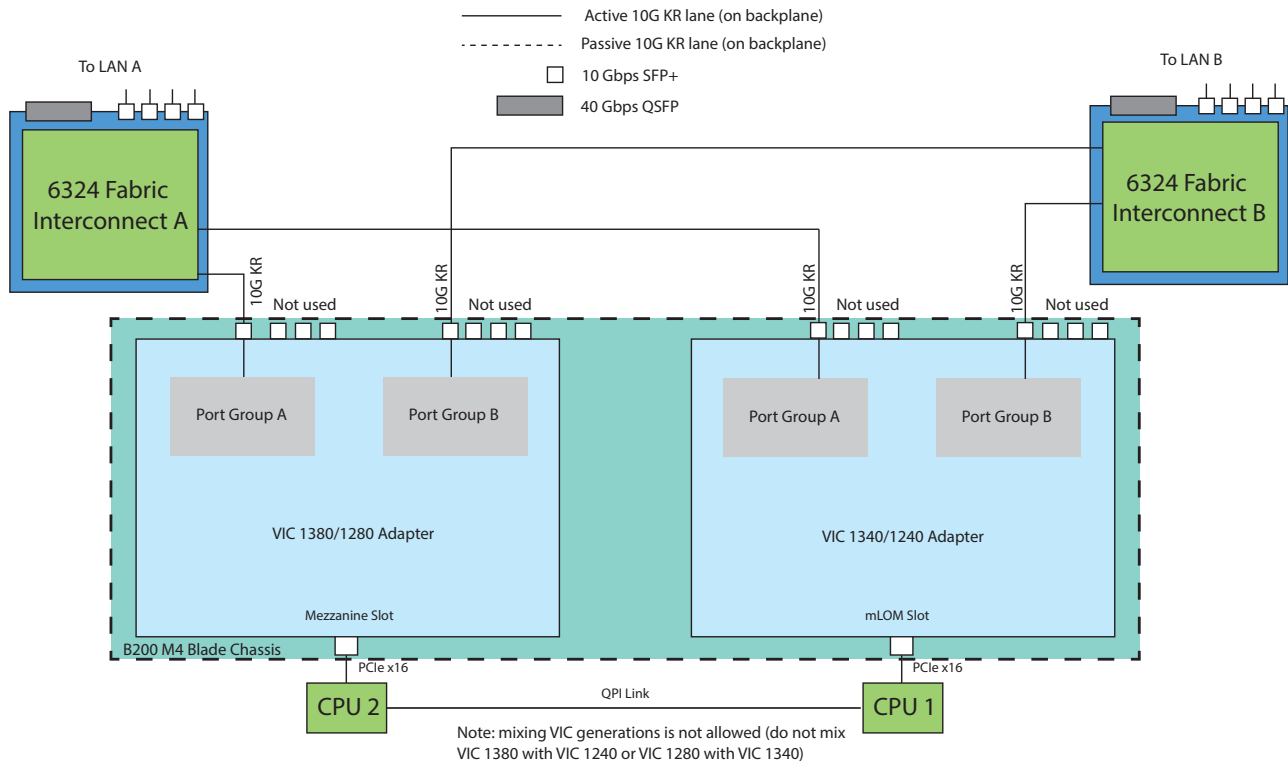 Active 10G KR lane (on backplane)
Passive 10G KR lane (on backplane)
10 Gbps SFP+
40 Gbps QSFP
To LAN A
To LAN B
6324 Fabric
Interconnect A
6324 Fabric
Interconnect B
10G KR
Not used
10G KR
Not used
10G KR
Not used
10G KR
Not used
Port Group A
Port Group B
Port Group A
Port Group B
VIC 1380/1280 Adapter
VIC 1340/1240 Adapter
Mezzanine Slot
mLOM Slot
B200 M4 Blade Chassis
PCIe x16
PCIe x16
CPU 2
QPI Link
CPU 1
Note: mixing VIC generations is not allowed (do not mix
VIC 1380 with VIC 1240 or VIC 1280 with VIC 1340)